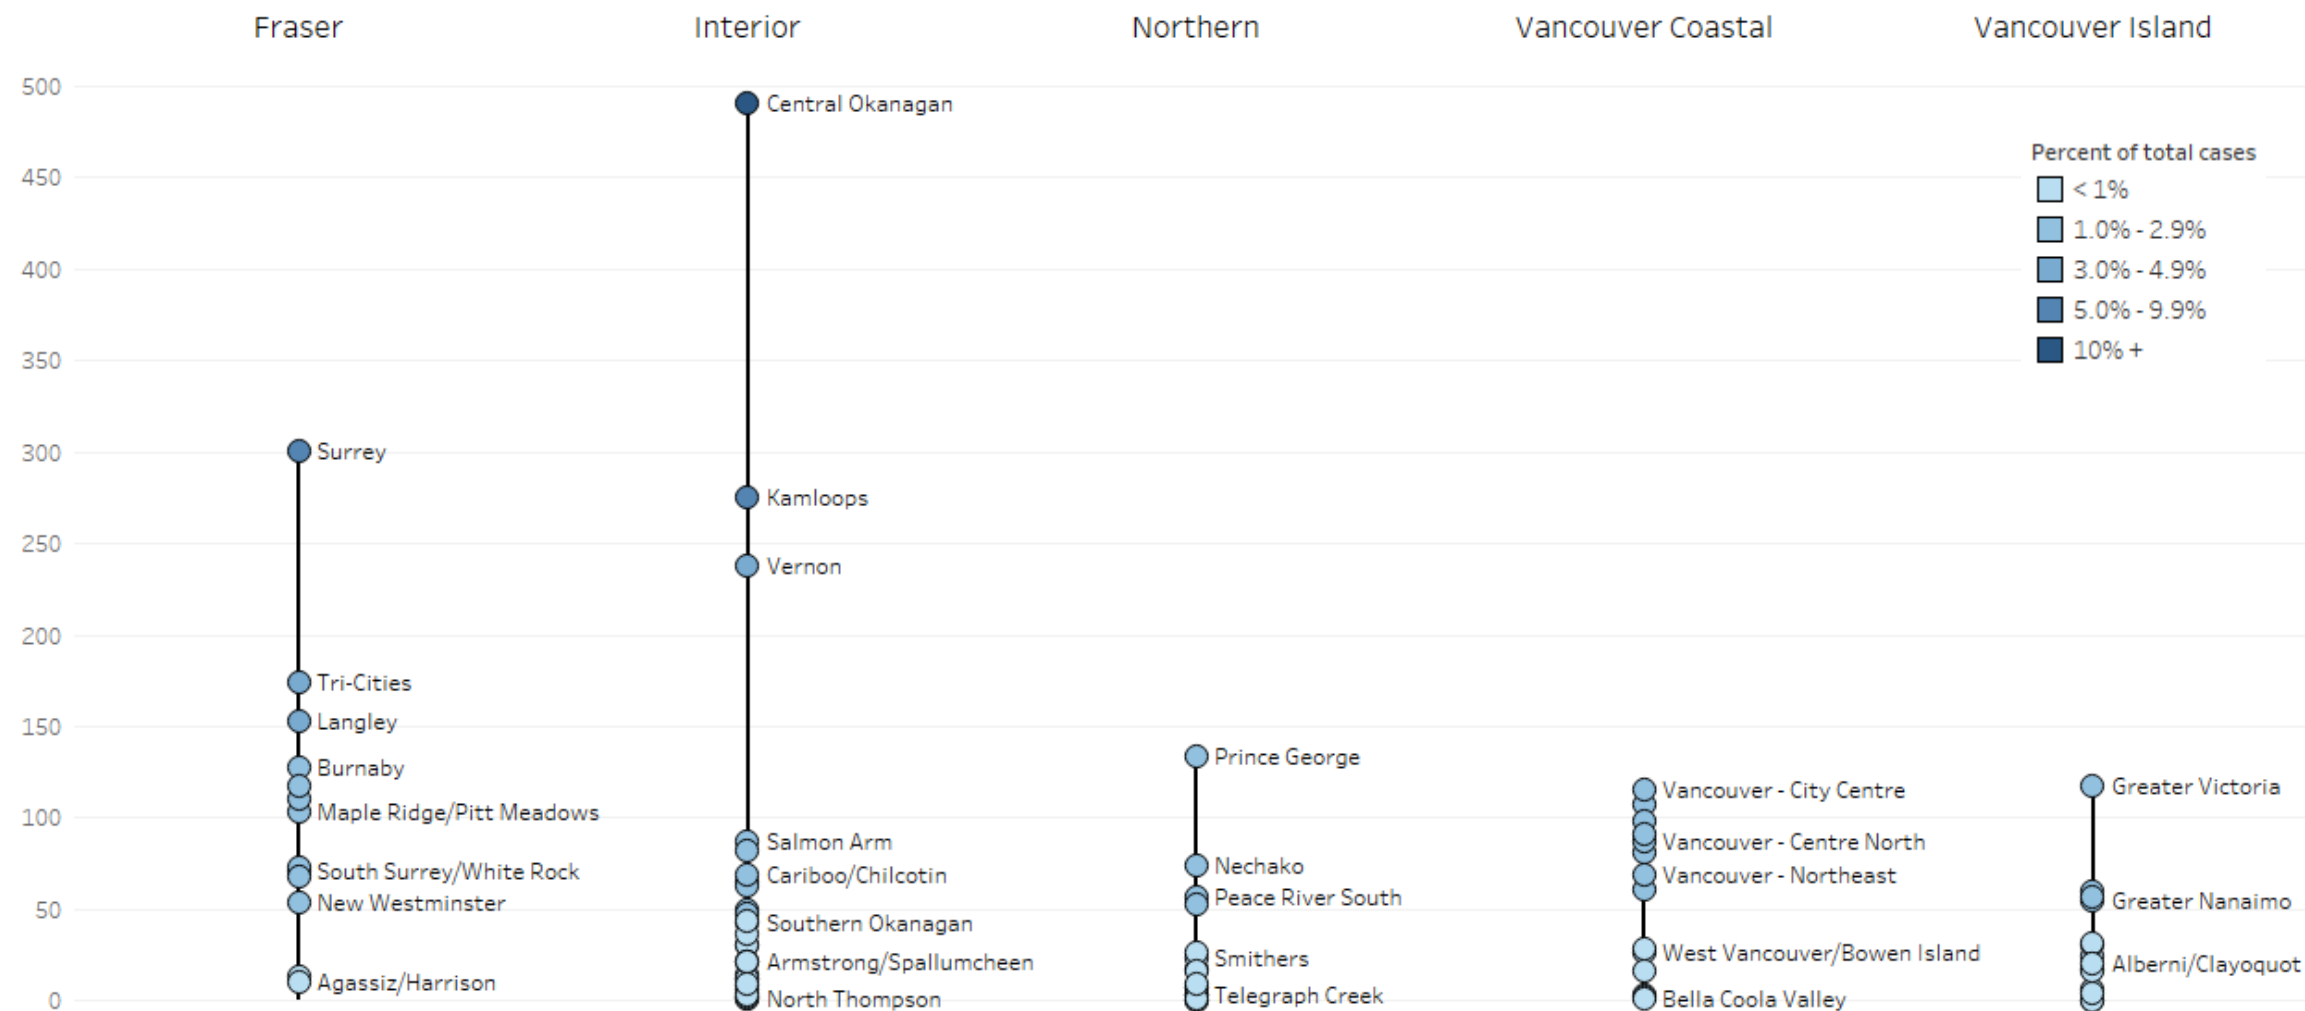 Fraser
Interior
Northern
Vancouver Coastal
Vancouver Island
500
450
400
350
300
250
200
150
100
50
0
Surrey
Tri-Cities
Langley
Burnaby
Maple Ridge/Pitt Meadows
South Surrey/White Rock
New Westminster
Agassiz/Harrison
Central Okanagan
Kamloops
Vernon
Salmon Arm
Cariboo/Chilcotin
Southern Okanagan
Armstrong/Spallumcheen
North Thompson
Prince George
Nechako
Peace River South
Smithers
Telegraph Creek
Vancouver - City Centre
Vancouver - Centre North
Vancouver - Northeast
West Vancouver/Bowen Island
Bella Coola Valley
Greater Victoria
Greater Nanaimo
Alberni/Clayoquot
Percent of total cases
< 1%
1.0% - 2.9%
3.0% - 4.9%
5.0% - 9.9%
10% +